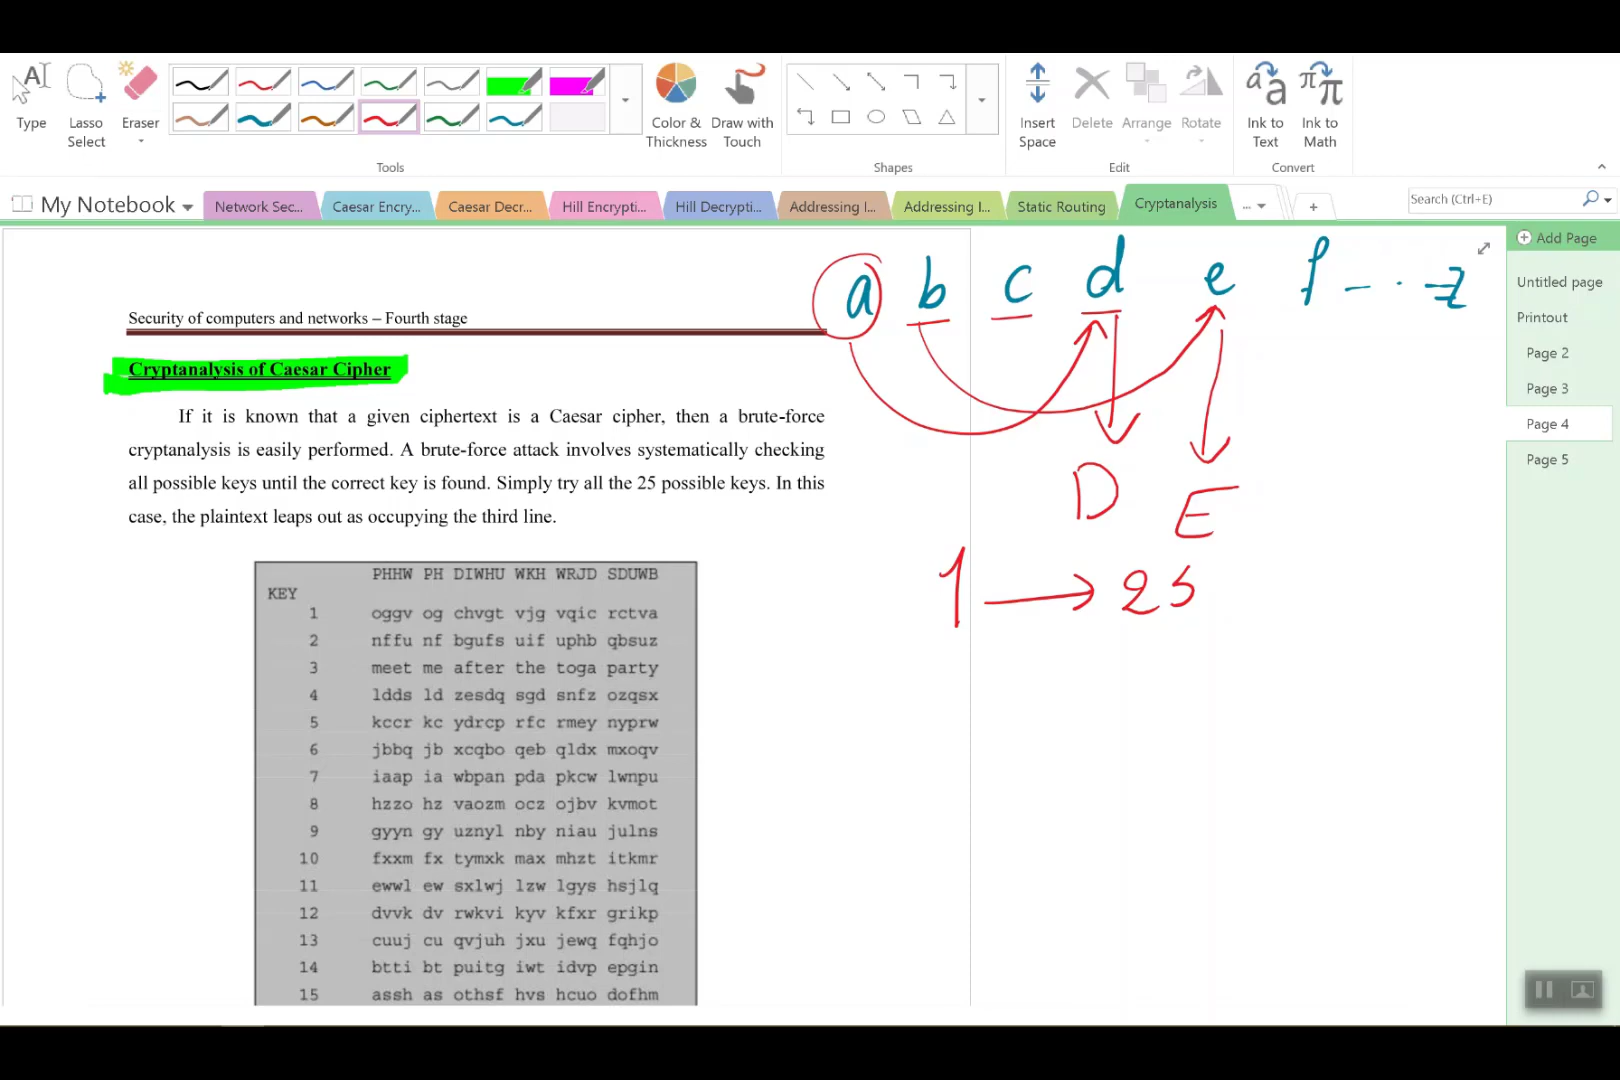 Type
Lasso Select
Eraser
Color & Thickness
Draw with Touch
Insert Space
Delete
Arrange
Rotate
Ink to Text
Ink to Math
Tools
Shapes
Edit
Convert
My Notebook
Network Sec...
Caesar Encry...
Caesar Decr...
Hill Encrypti...
Hill Decrypti...
Addressing I...
Addressing I...
Static Routing
Cryptanalysis
...
Search (Ctrl+E)
Add Page
Untitled page
Printout
Page 2
Page 3
Page 4
Page 5
a b c d e f - . . z
D E
1 → 25
Security of computers and networks – Fourth stage
Cryptanalysis of Caesar Cipher
If it is known that a given ciphertext is a Caesar cipher, then a brute-force
cryptanalysis is easily performed. A brute-force attack involves systematically checking
all possible keys until the correct key is found. Simply try all the 25 possible keys. In this
case, the plaintext leaps out as occupying the third line.
PHHW PH DIWHU WKH WRJD SDUWB
KEY
1 oggv og chvgt vjg vqic rctva
2 nffu nf bgufs uif uphb qbsuz
3 meet me after the toga party
4 ldds ld zesdq sgd snfz ozqsx
5 kccr kc ydrcp rfc rmey nyprw
6 jbbq jb xcqbo qeb qldx mxoqv
7 iaap ia wbpan pda pkcw lwnpu
8 hzzo hz vaozm ocz ojbv kvmot
9 gyyn gy uznyl nby niau julns
10 fxxm fx tymxk max mhzt itkmr
11 ewwl ew sxlwj lzw lgys hsjlq
12 dvvk dv rwkvi kyv kfxr grikp
13 cuuj cu qvjuh jxu jewq fqhjo
14 btti bt puitg iwt idvp epgin
15 assh as othsf hvs hcuo dofhm